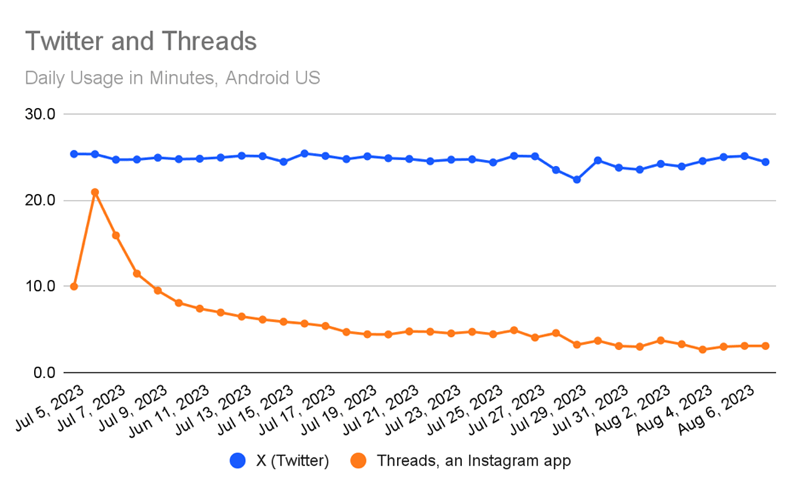 Twitter and Threads
Daily Usage in Minutes, Android US
30.0
20.0
10.0
0.0
Jul 5, 2023
Jul 7, 2023
Jul 9, 2023
Jun 11, 2023
Jul 13, 2023
Jul 15, 2023
Jul 17, 2023
Jul 19, 2023
Jul 21, 2023
Jul 23, 2023
Jul 25, 2023
Jul 27, 2023
Jul 29, 2023
Jul 31, 2023
Aug 2, 2023
Aug 4, 2023
Aug 6, 2023
X (Twitter)
Threads, an Instagram app